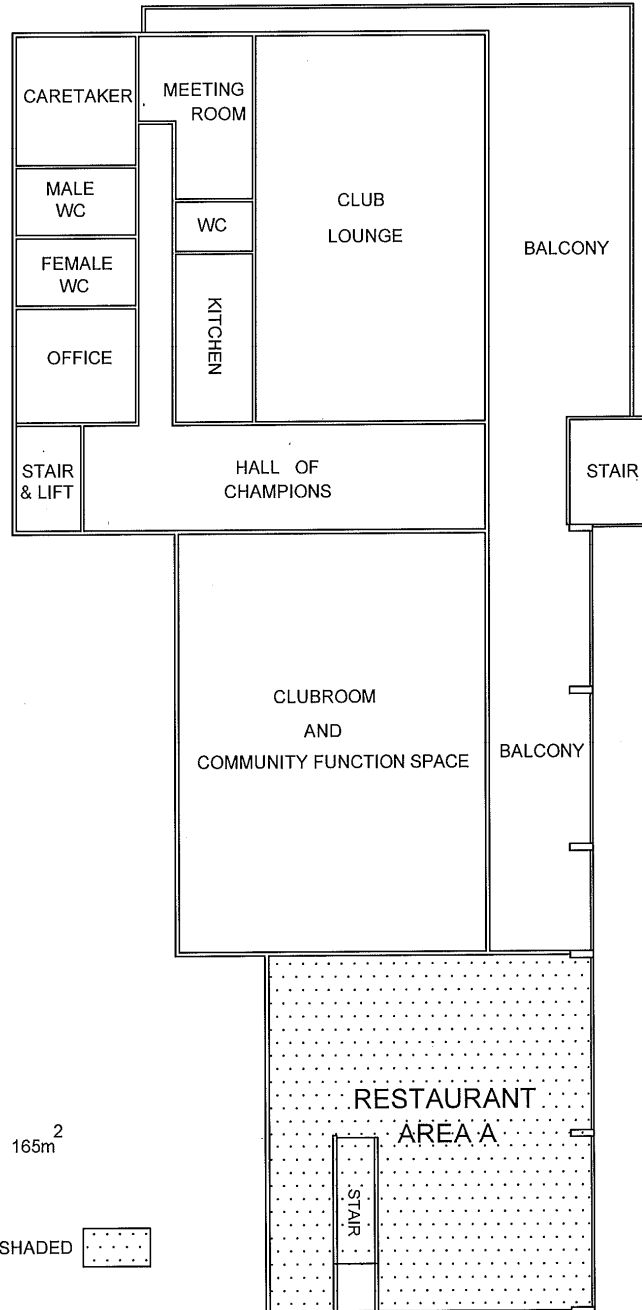 CARETAKER
MEETING
ROOM
MALE
WC
WC
CLUB
LOUNGE
BALCONY
FEMALE
WC
KITCHEN
OFFICE
STAIR
& LIFT
HALL OF
CHAMPIONS
STAIR
CLUBROOM
AND
COMMUNITY FUNCTION SPACE
BALCONY
RESTAURANT
AREA A
165m²
STAIR
SHADED